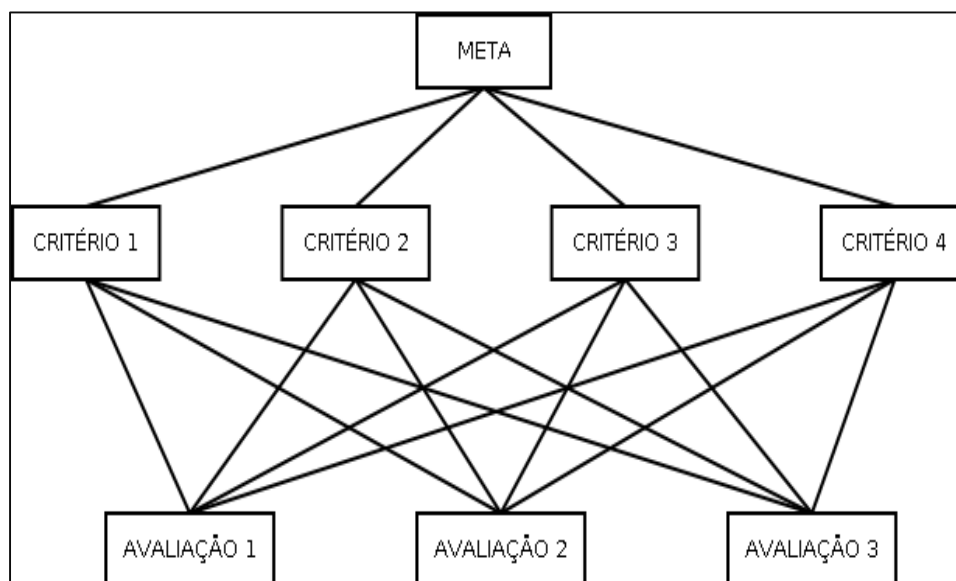 META
CRITÉRIO 1
CRITÉRIO 2
CRITÉRIO 3
CRITÉRIO 4
AVALIAÇÃO 1
AVALIAÇÃO 2
AVALIAÇÃO 3